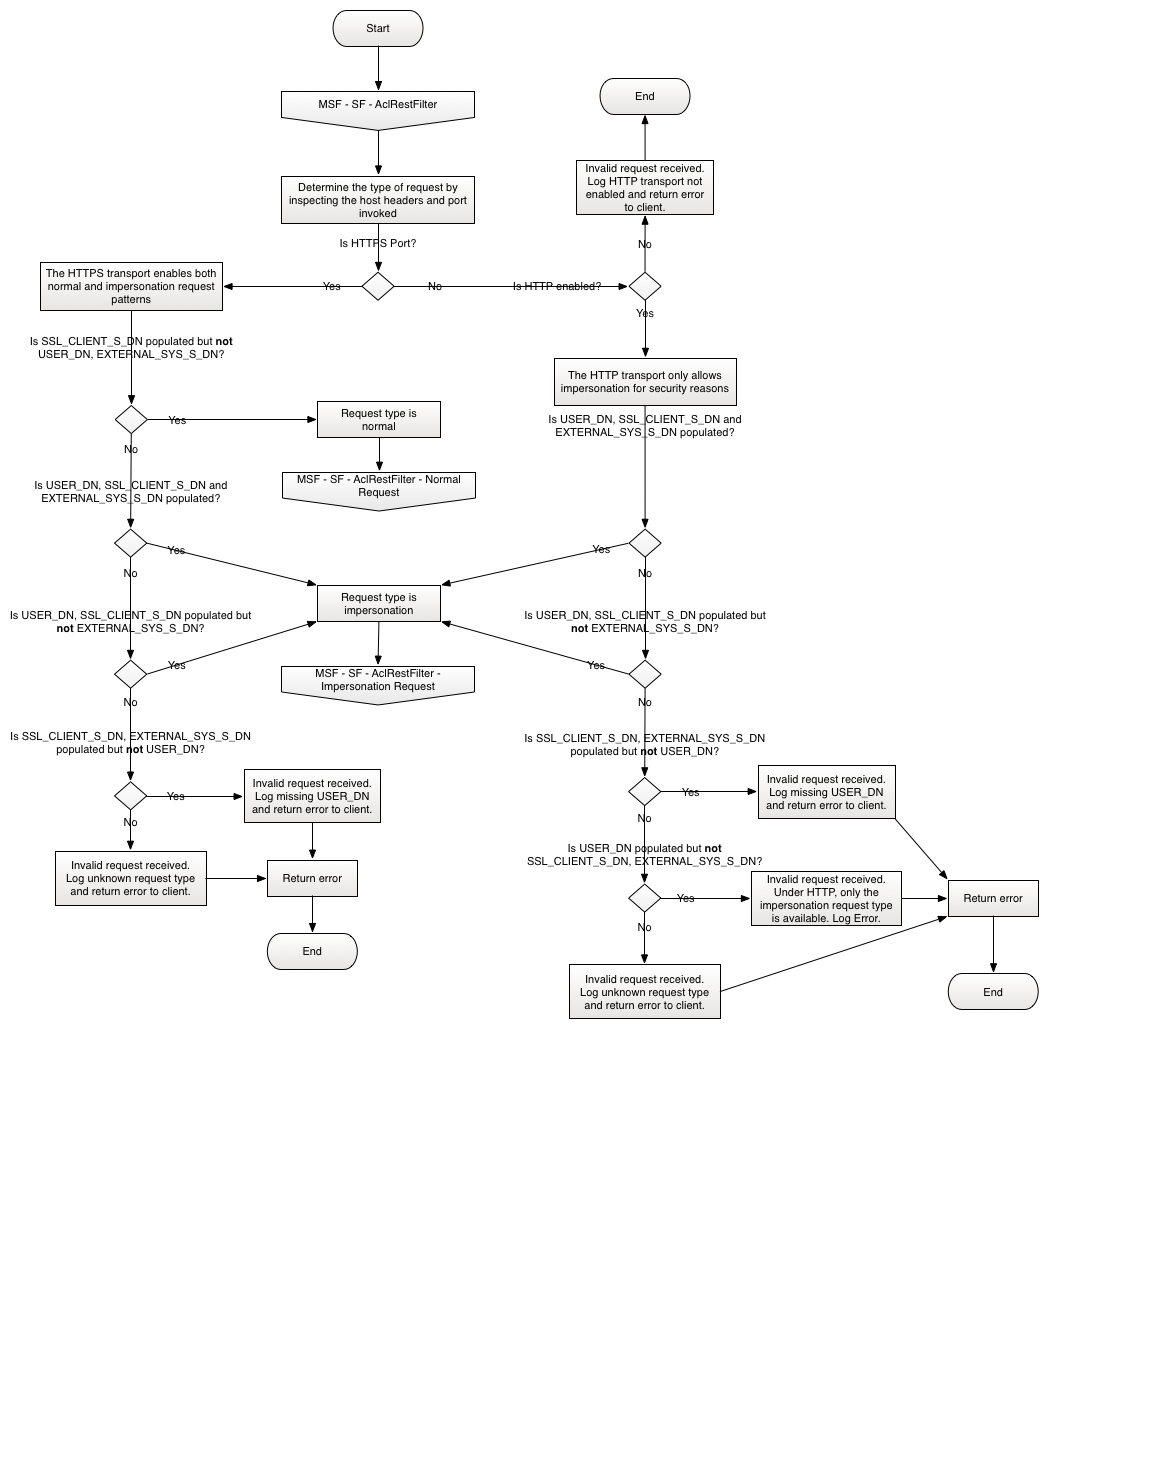 Start
MSF - SF - AclRestFilter
End
Determine the type of request by
inspecting the host headers and port
invoked
Invalid request received.
Log HTTP transport not
enabled and return error
to client.
Is HTTPS Port?
No
The HTTPS transport enables both
normal and impersonation request
patterns
Yes
No
Is HTTP enabled?
Yes
Is SSL_CLIENT_S_DN populated but not
USER_DN, EXTERNAL_SYS_S_DN?
The HTTP transport only allows
impersonation for security reasons
Yes
Request type is
normal
Is USER_DN, SSL_CLIENT_S_DN and
EXTERNAL_SYS_S_DN populated?
No
MSF - SF - AclRestFilter - Normal
Request
Is USER_DN, SSL_CLIENT_S_DN and
EXTERNAL_SYS_S_DN populated?
Yes
Yes
No
No
Request type is
impersonation
Is USER_DN, SSL_CLIENT_S_DN populated but
not EXTERNAL_SYS_S_DN?
Is USER_DN, SSL_CLIENT_S_DN populated but
not EXTERNAL_SYS_S_DN?
Yes
Yes
MSF - SF - AclRestFilter -
Impersonation Request
No
No
Is SSL_CLIENT_S_DN, EXTERNAL_SYS_S_DN
populated but not USER_DN?
Is SSL_CLIENT_S_DN, EXTERNAL_SYS_S_DN
populated but not USER_DN?
Yes
Invalid request received.
Log missing USER_DN
and return error to client.
Yes
Invalid request received.
Log missing USER_DN
and return error to client.
No
No
Invalid request received.
Log unknown request type
and return error to client.
Return error
Is USER_DN populated but not
SSL_CLIENT_S_DN, EXTERNAL_SYS_S_DN?
Yes
Invalid request received.
Under HTTP, only the
impersonation request type
is available. Log Error.
Return error
No
End
Invalid request received.
Log unknown request type
and return error to client.
End